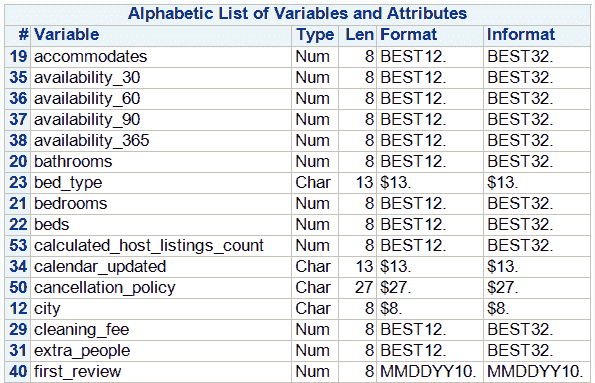 Alphabetic List of Variables and Attributes
# Variable Type Len Format Informat
19 accommodates Num 8 BEST12. BEST32.
35 availability_30 Num 8 BEST12. BEST32.
36 availability_60 Num 8 BEST12. BEST32.
37 availability_90 Num 8 BEST12. BEST32.
38 availability_365 Num 8 BEST12. BEST32.
20 bathrooms Num 8 BEST12. BEST32.
23 bed_type Char 13 $13. $13.
21 bedrooms Num 8 BEST12. BEST32.
22 beds Num 8 BEST12. BEST32.
53 calculated_host_listings_count Num 8 BEST12. BEST32.
34 calendar_updated Char 13 $13. $13.
50 cancellation_policy Char 27 $27. $27.
12 city Char 8 $8. $8.
29 cleaning_fee Num 8 BEST12. BEST32.
31 extra_people Num 8 BEST12. BEST32.
40 first_review Num 8 MMDDYY10. MMDDYY10.